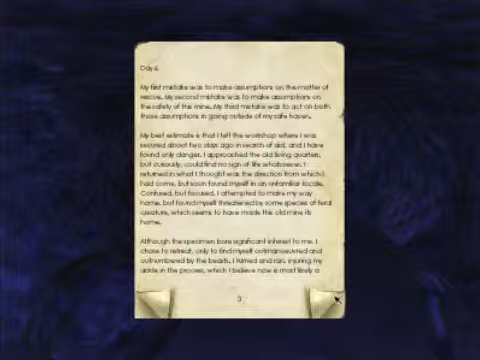 Day 6
My first mistake was to make assumptions on the matter of
rescue. My second mistake was to make assumptions on
the safety of the mine. My third mistake was to act on both
those assumptions in going outside of my safe haven.
My best estimate is that I left the workshop where I was
secured about two days ago in search of aid, and I have
found only danger. I approached the old living quarters,
but curiously, could find no sign of life whatsoever. I
returned in what I thought was the direction from which I
had come, but soon found myself in an unfamiliar locale.
Confused, but focused, I attempted to make my way
home, but found myself threatened by some species of feral
creature, which seems to have made this old mine its
home.
Although the specimen bore significant interest to me, I
chose to retreat, only to find myself outmanoeuvred and
outnumbered by the beasts. I turned and ran, injuring my
ankle in the process, which I believe now is most likely a
3